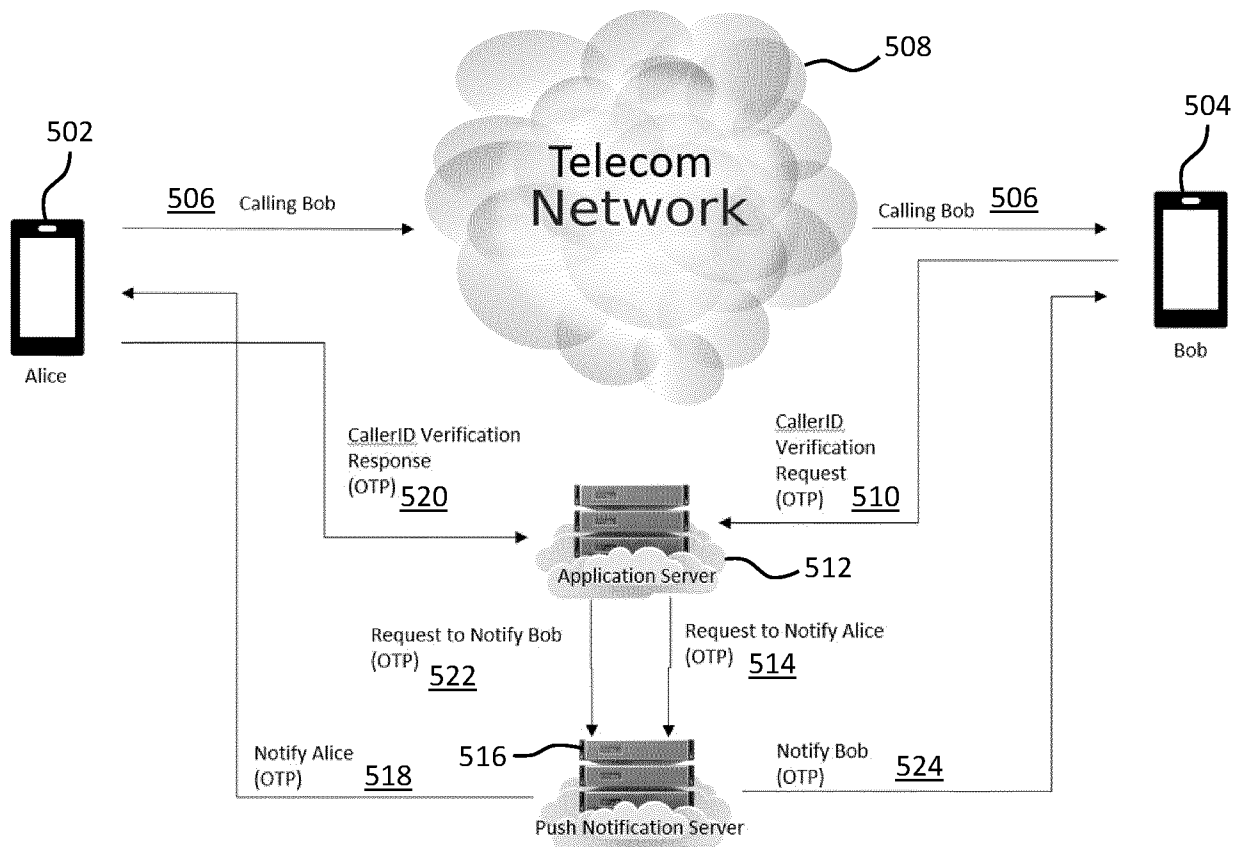 508
504
502
Telecom
Network
506 Calling Bob
Calling Bob 506
Alice
Bob
CallerID Verification
Response
(OTP) 520
CallerID
Verification
Request
(OTP) 510
Application Server
512
Request to Notify Bob
(OTP) 522
Request to Notify Alice
(OTP) 514
516
Notify Alice
(OTP) 518
Notify Bob
(OTP) 524
Push Notification Server